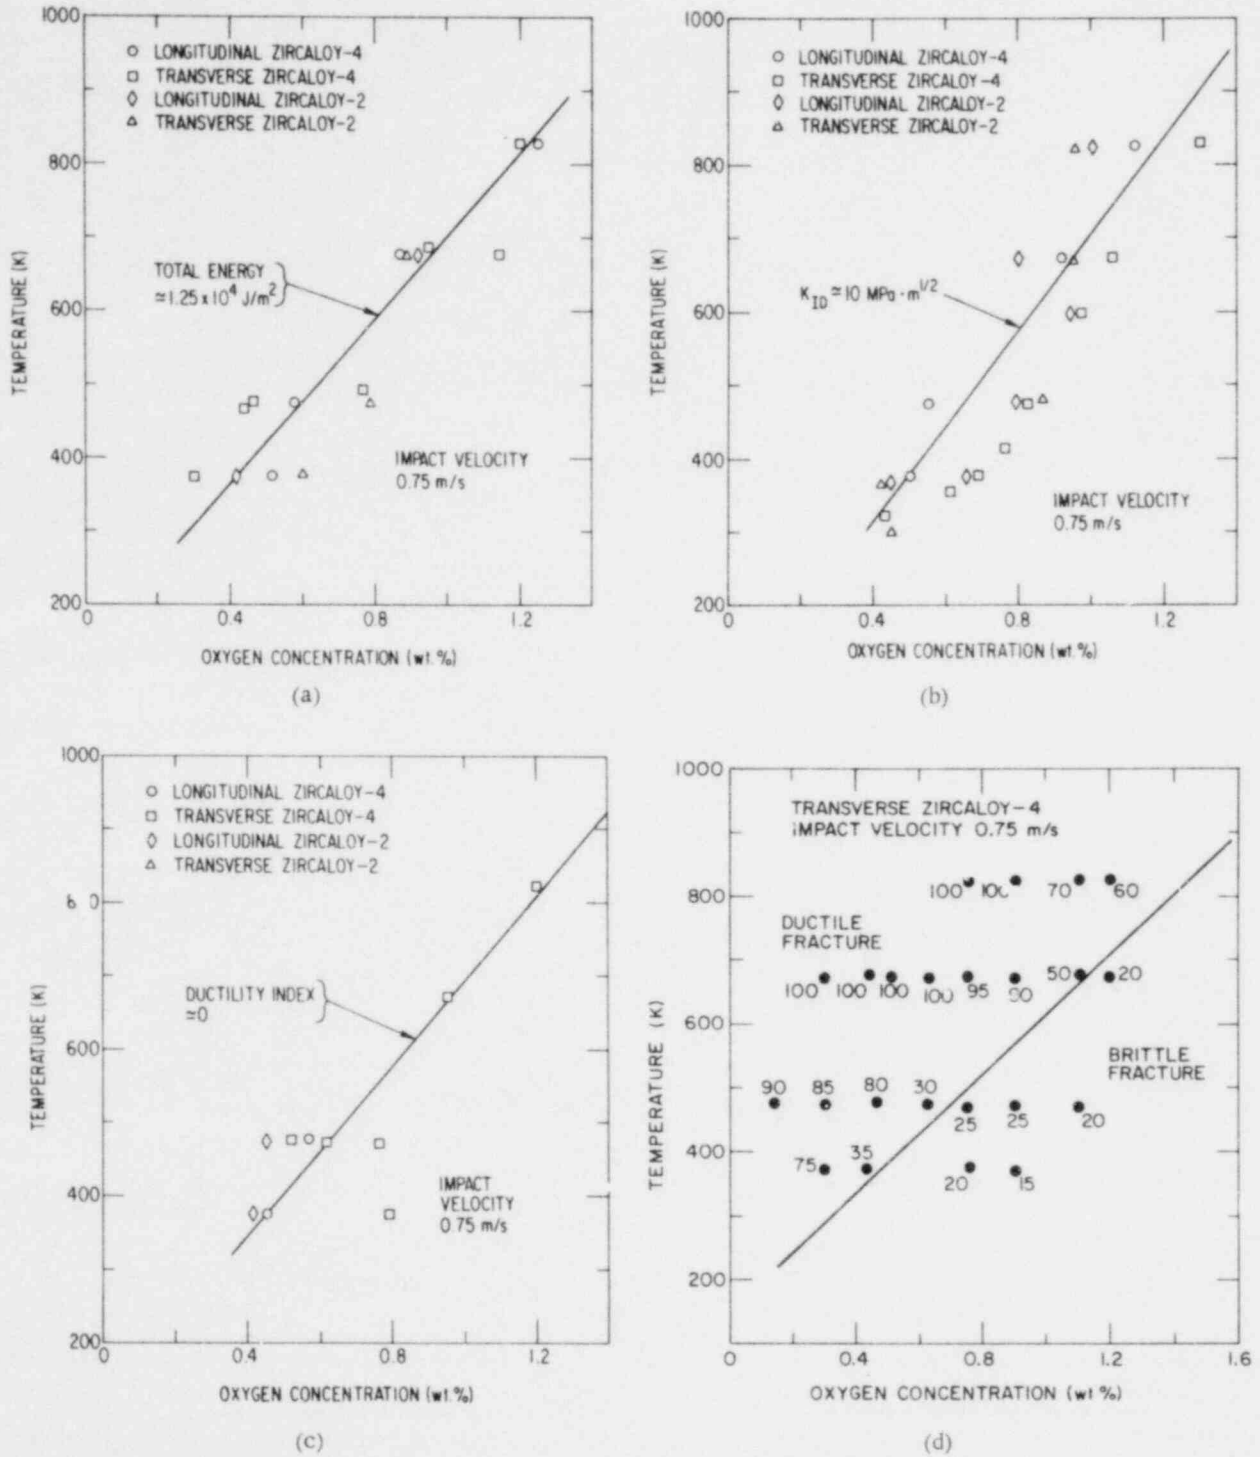 1000
800
600
400
200
0
0.4
0.8
1.2
TEMPERATURE (K)
OXYGEN CONCENTRATION (wt.%)
LONGITUDINAL ZIRCALOY-4
TRANSVERSE ZIRCALOY-4
LONGITUDINAL ZIRCALOY-2
TRANSVERSE ZIRCALOY-2
TOTAL ENERGY
≃1.25 x 10⁴ J/m²
IMPACT VELOCITY
0.75 m/s
(a)
1000
800
600
400
200
0
0.4
0.8
1.2
TEMPERATURE (K)
OXYGEN CONCENTRATION (wt.%)
LONGITUDINAL ZIRCALOY-4
TRANSVERSE ZIRCALOY-4
LONGITUDINAL ZIRCALOY-2
TRANSVERSE ZIRCALOY-2
K_ID ≃ 10 MPa·m^1/2
IMPACT VELOCITY
0.75 m/s
(b)
1000
600
400
200
0
0.4
0.8
1.2
TEMPERATURE (K)
OXYGEN CONCENTRATION (wt.%)
LONGITUDINAL ZIRCALOY-4
TRANSVERSE ZIRCALOY-4
LONGITUDINAL ZIRCALOY-2
TRANSVERSE ZIRCALOY-2
DUCTILITY INDEX
≃0
IMPACT
VELOCITY
0.75 m/s
(c)
1000
800
600
400
200
0
0.4
0.8
1.2
1.6
TEMPERATURE (K)
OXYGEN CONCENTRATION (wt %)
TRANSVERSE ZIRCALOY-4
IMPACT VELOCITY 0.75 m/s
100 100 70 60
DUCTILE
FRACTURE
100 100 100 100 95 90 50 20
BRITTLE
FRACTURE
90 85 80 30 25 25 20
75 35 20 15
(d)